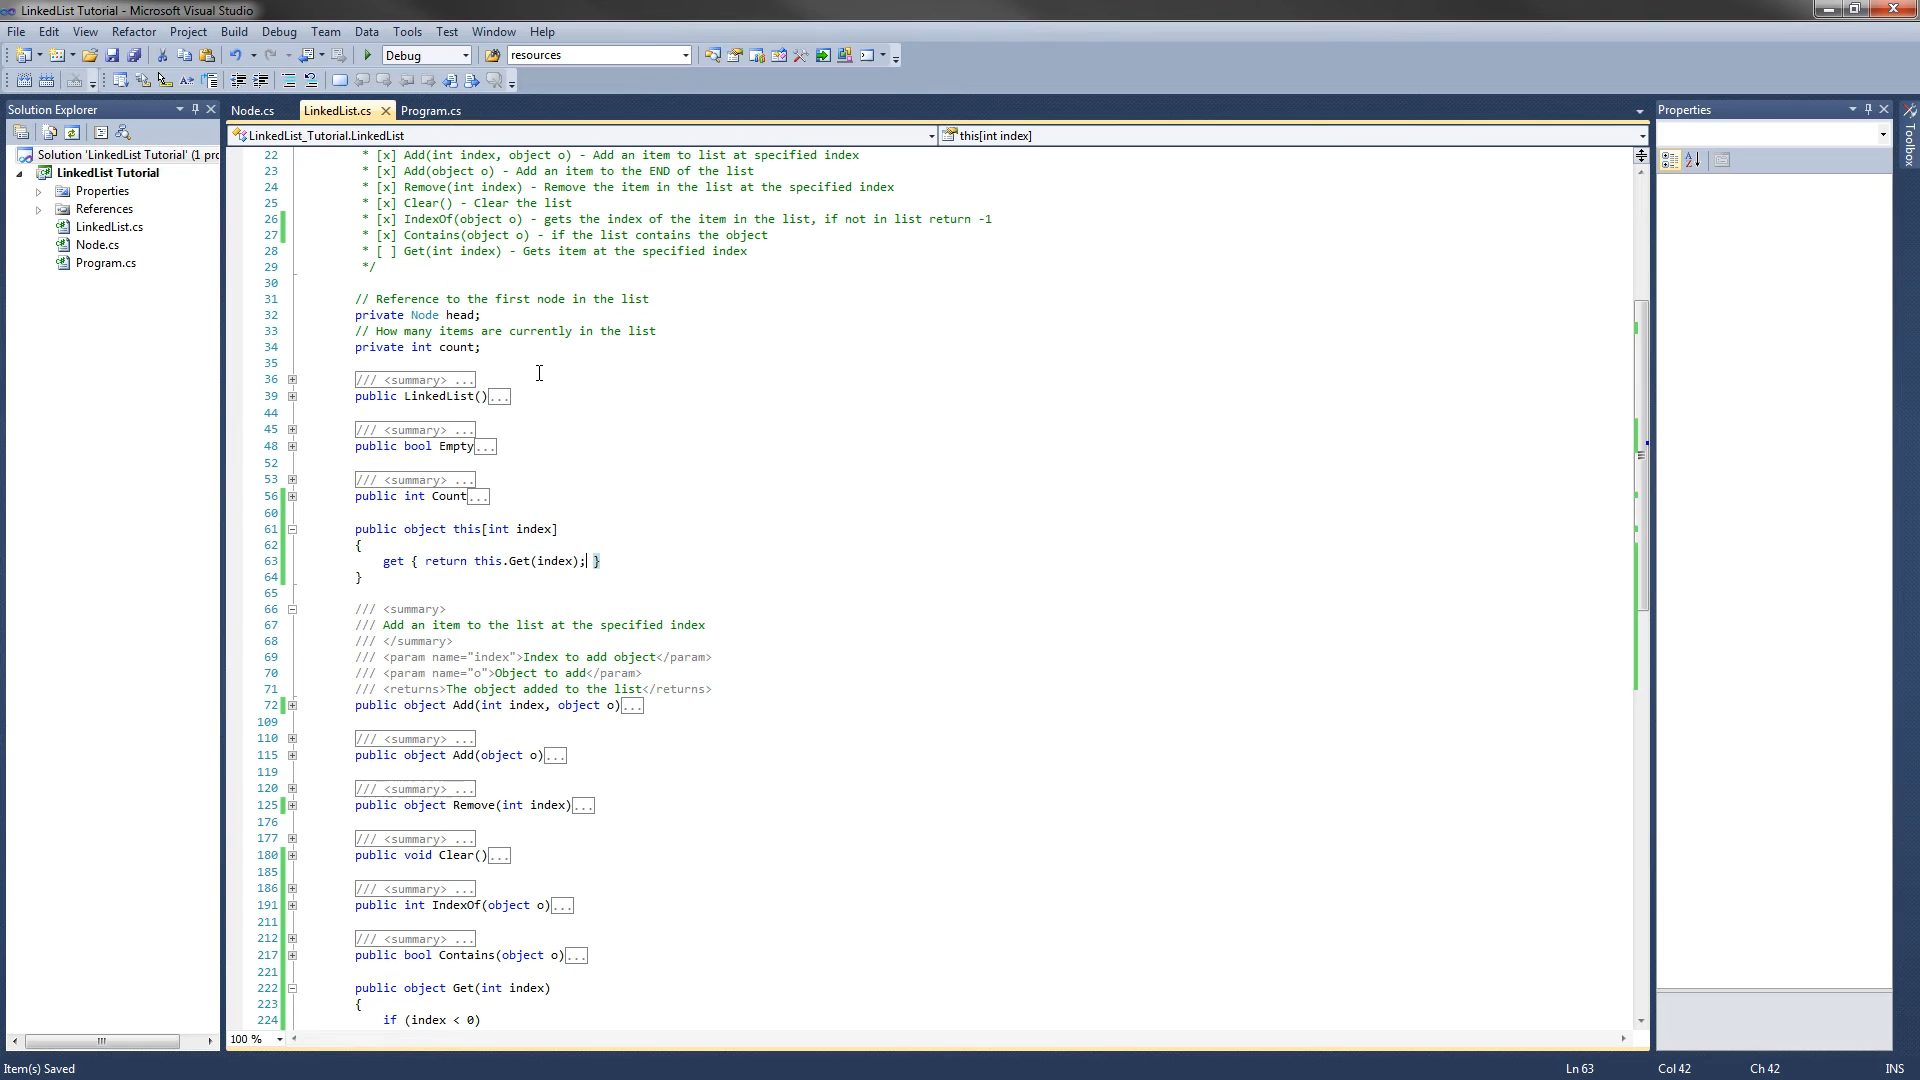 LinkedList Tutorial - Microsoft Visual Studio
File Edit View Refactor Project Build Debug Team Data Tools Test Window Help
Debug resources
Solution Explorer
Solution 'LinkedList Tutorial' (1 pro
LinkedList Tutorial
Properties
References
LinkedList.cs
Node.cs
Program.cs
Node.cs LinkedList.cs Program.cs
LinkedList_Tutorial.LinkedList this[int index]
22 * [x] Add(int index, object o) - Add an item to list at specified index
23 * [x] Add(object o) - Add an item to the END of the list
24 * [x] Remove(int index) - Remove the item in the list at the specified index
25 * [x] Clear() - Clear the list
26 * [x] IndexOf(object o) - gets the index of the item in the list, if not in list return -1
27 * [x] Contains(object o) - if the list contains the object
28 * [ ] Get(int index) - Gets item at the specified index
29 */
30
31 // Reference to the first node in the list
32 private Node head;
33 // How many items are currently in the list
34 private int count;
35
36 /// <summary> ...
39 public LinkedList()...
44
45 /// <summary> ...
48 public bool Empty...
52
53 /// <summary> ...
56 public int Count...
60
61 public object this[int index]
62 {
63 get { return this.Get(index); }
64 }
65
66 /// <summary>
67 /// Add an item to the list at the specified index
68 /// </summary>
69 /// <param name="index">Index to add object</param>
70 /// <param name="o">Object to add</param>
71 /// <returns>The object added to the list</returns>
72 public object Add(int index, object o)...
109
110 /// <summary> ...
115 public object Add(object o)...
119
120 /// <summary> ...
125 public object Remove(int index)...
176
177 /// <summary> ...
180 public void Clear()...
185
186 /// <summary> ...
191 public int IndexOf(object o)...
211
212 /// <summary> ...
217 public bool Contains(object o)...
221
222 public object Get(int index)
223 {
224 if (index < 0)
100 %
Properties
Toolbox
Item(s) Saved Ln 63 Col 42 Ch 42 INS